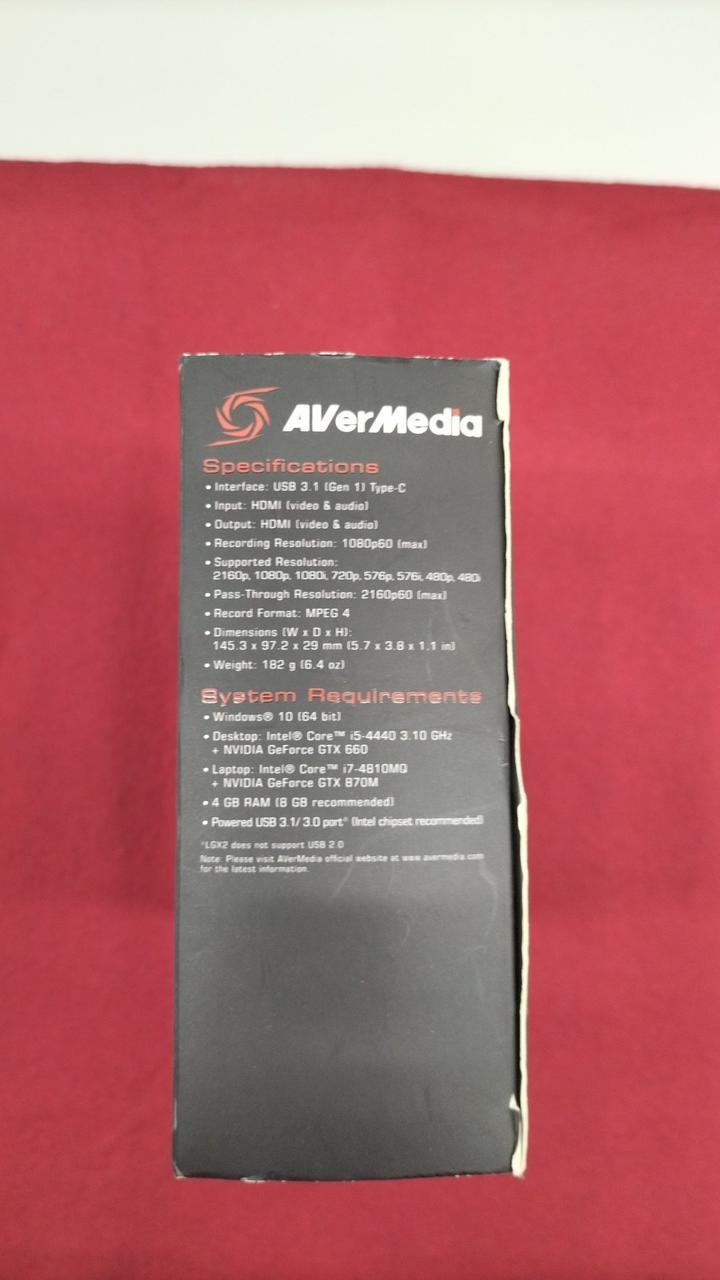 AVerMedia
Specifications
• Interface: USB 3.1 (Gen 1) Type-C
• Input: HDMI (video & audio)
• Output: HDMI (video & audio)
• Recording Resolution: 1080p60 (max)
• Supported Resolution:
2160p, 1080p, 1080i, 720p, 576p, 576i, 480p, 480i
• Pass-Through Resolution: 2160p60 (max)
• Record Format: MPEG 4
• Dimensions (W x D x H):
145.3 x 97.2 x 29 mm (5.7 x 3.8 x 1.1 in)
• Weight: 182 g (6.4 oz)
System Requirements
• Windows® 10 (64 bit)
• Desktop: Intel® Core™ i5-4440 3.10 GHz
+ NVIDIA GeForce GTX 660
• Laptop: Intel® Core™ i7-4810MQ
+ NVIDIA GeForce GTX 870M
• 4 GB RAM (8 GB recommended)
• Powered USB 3.1/ 3.0 port* (Intel chipset recommended)
*LGX2 does not support USB 2.0
Note: Please visit AVerMedia official website at www.avermedia.com
for the latest information.